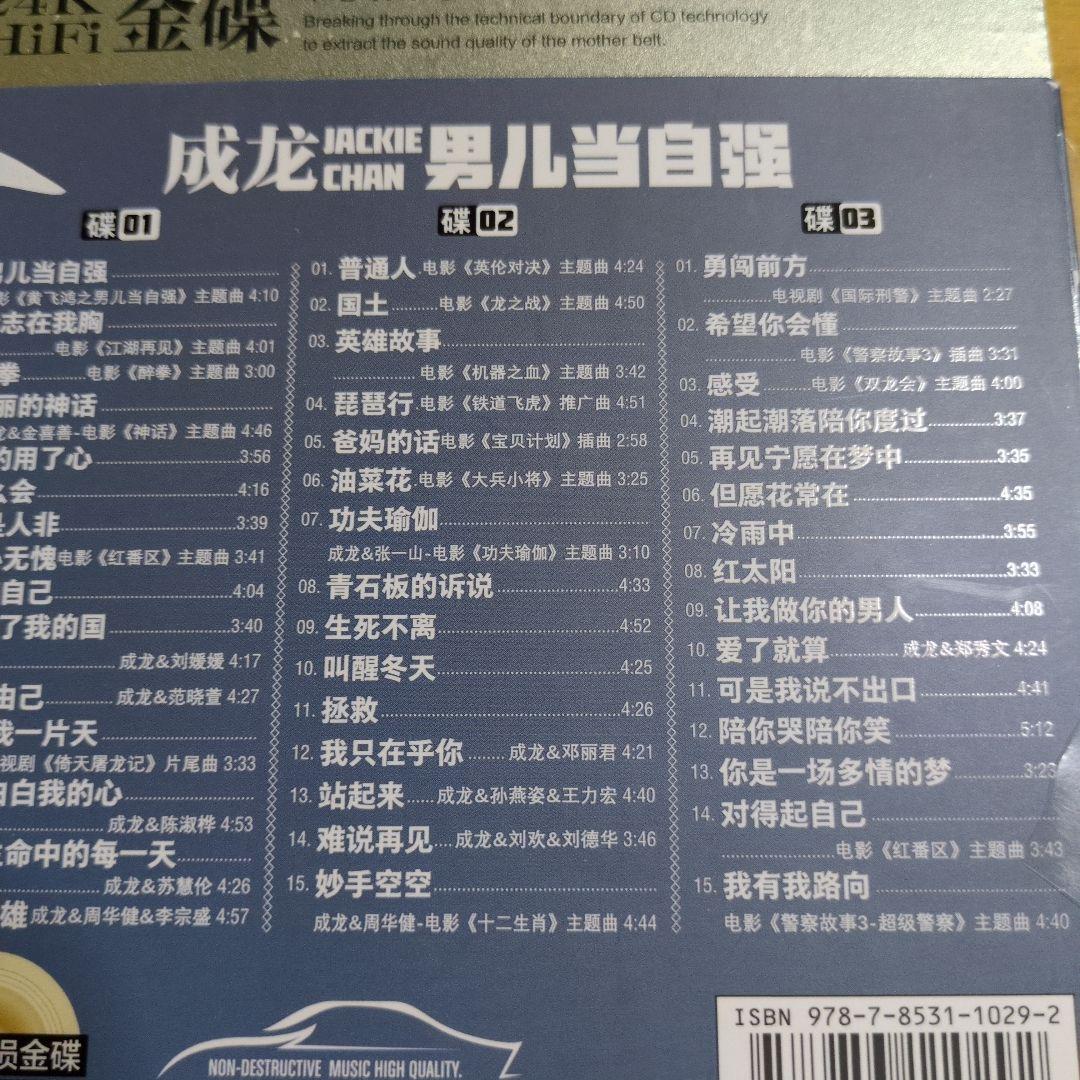 24K
HiFi 金碟
Breaking through the technical boundary of CD technology
to extract the sound quality of the mother belt.
成龙 JACKIE CHAN 男儿当自强
碟 01
男儿当自强
《黄飞鸿之男儿当自强》主题曲 4:10
志在我胸
电影《江湖再见》主题曲 4:01
拳 电影《醉拳》主题曲 3:00
丽的神话
&金喜善-电影《神话》主题曲 4:46
的用了心 3:56
么会 4:16
是人非 3:39
无愧 电影《红番区》主题曲 3:41
自己 4:04
了我的国 3:40
成龙&刘媛媛 4:17
由己 成龙&范晓萱 4:27
我一片天
视剧《倚天屠龙记》片尾曲 3:33
白我的心
成龙&陈淑桦 4:53
生命中的每一天
成龙&苏慧伦 4:26
雄 成龙&周华健&李宗盛 4:57
碟 02
01. 普通人 电影《英伦对决》主题曲 4:24
02. 国土 电影《龙之战》主题曲 4:50
03. 英雄故事
电影《机器之血》主题曲 3:42
04. 琵琶行 电影《铁道飞虎》推广曲 4:51
05. 爸妈的话 电影《宝贝计划》插曲 2:58
06. 油菜花 电影《大兵小将》主题曲 3:25
07. 功夫瑜伽
成龙&张一山-电影《功夫瑜伽》主题曲 3:10
08. 青石板的诉说 4:33
09. 生死不离 4:52
10. 叫醒冬天 4:25
11. 拯救 4:26
12. 我只在乎你 成龙&邓丽君 4:21
13. 站起来 成龙&孙燕姿&王力宏 4:40
14. 难说再见 成龙&刘欢&刘德华 3:46
15. 妙手空空
成龙&周华健-电影《十二生肖》主题曲 4:44
碟 03
01. 勇闯前方
电视剧《国际刑警》主题曲 2:27
02. 希望你会懂
电影《警察故事3》插曲 3:31
03. 感受 电影《双龙会》主题曲 4:00
04. 潮起潮落陪你度过 3:37
05. 再见宁愿在梦中 3:35
06. 但愿花常在 4:35
07. 冷雨中 3:55
08. 红太阳 3:33
09. 让我做你的男人 4:08
10. 爱了就算 成龙&郑秀文 4:24
11. 可是我说不出口 4:41
12. 陪你哭陪你笑 5:12
13. 你是一场多情的梦 3:23
14. 对得起自己
电影《红番区》主题曲 3:43
15. 我有我路向
电影《警察故事3-超级警察》主题曲 4:40
损金碟
NON-DESTRUCTIVE MUSIC HIGH QUALITY.
ISBN 978-7-8531-1029-2